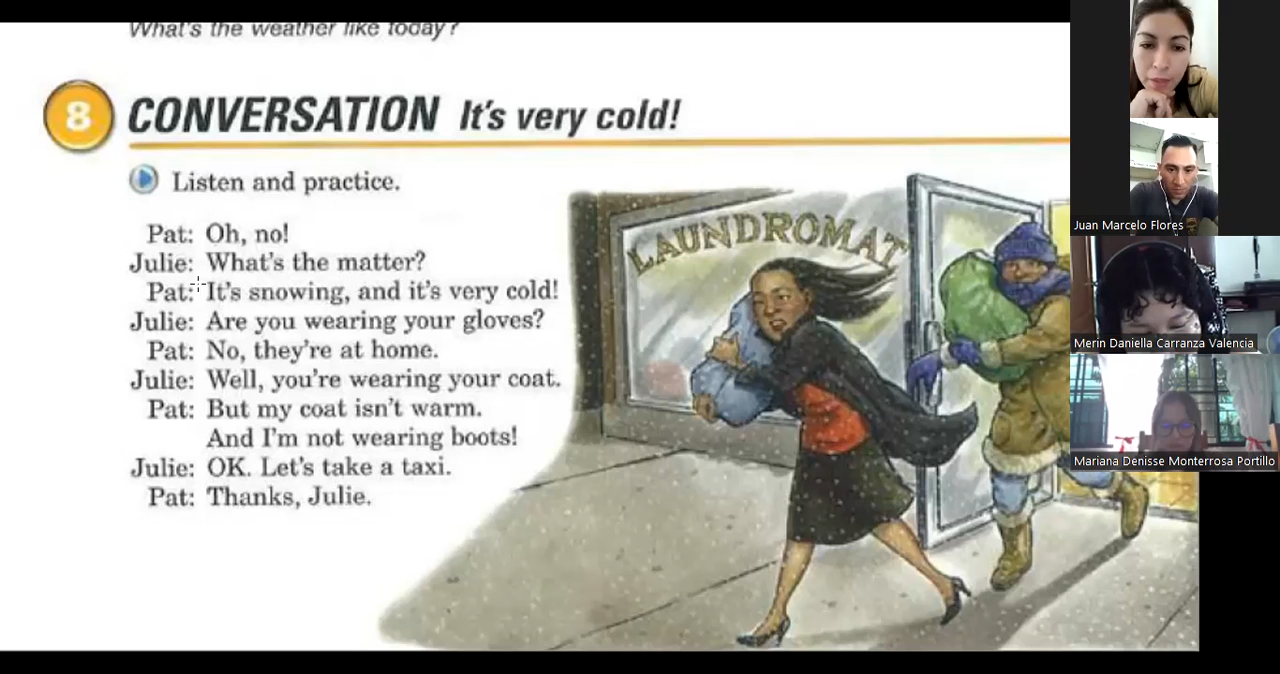 What's the weather like today?
8 CONVERSATION It's very cold!
Listen and practice.
Pat: Oh, no!
Julie: What's the matter?
Pat: It's snowing, and it's very cold!
Julie: Are you wearing your gloves?
Pat: No, they're at home.
Julie: Well, you're wearing your coat.
Pat: But my coat isn't warm.
And I'm not wearing boots!
Julie: OK. Let's take a taxi.
Pat: Thanks, Julie.
LAUNDROMAT
Juan Marcelo Flores
Merin Daniella Carranza Valencia
Mariana Denisse Monterrosa Portillo